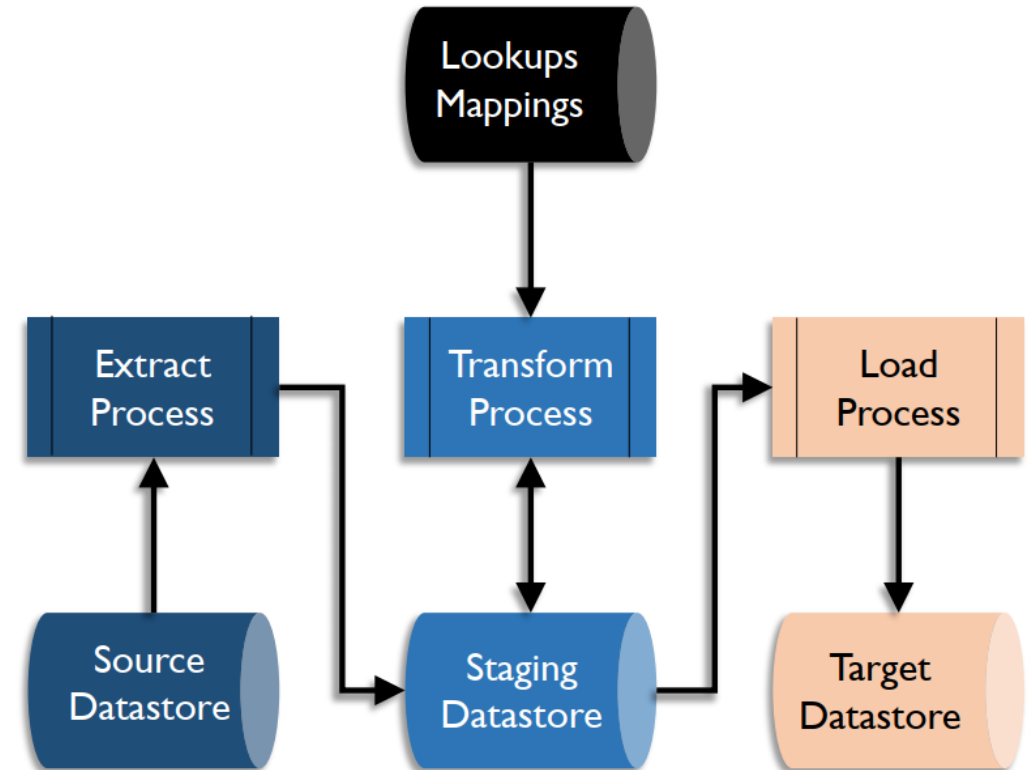 Lookups
Mappings
Extract
Process
Transform
Process
Load
Process
Source
Datastore
Staging
Datastore
Target
Datastore